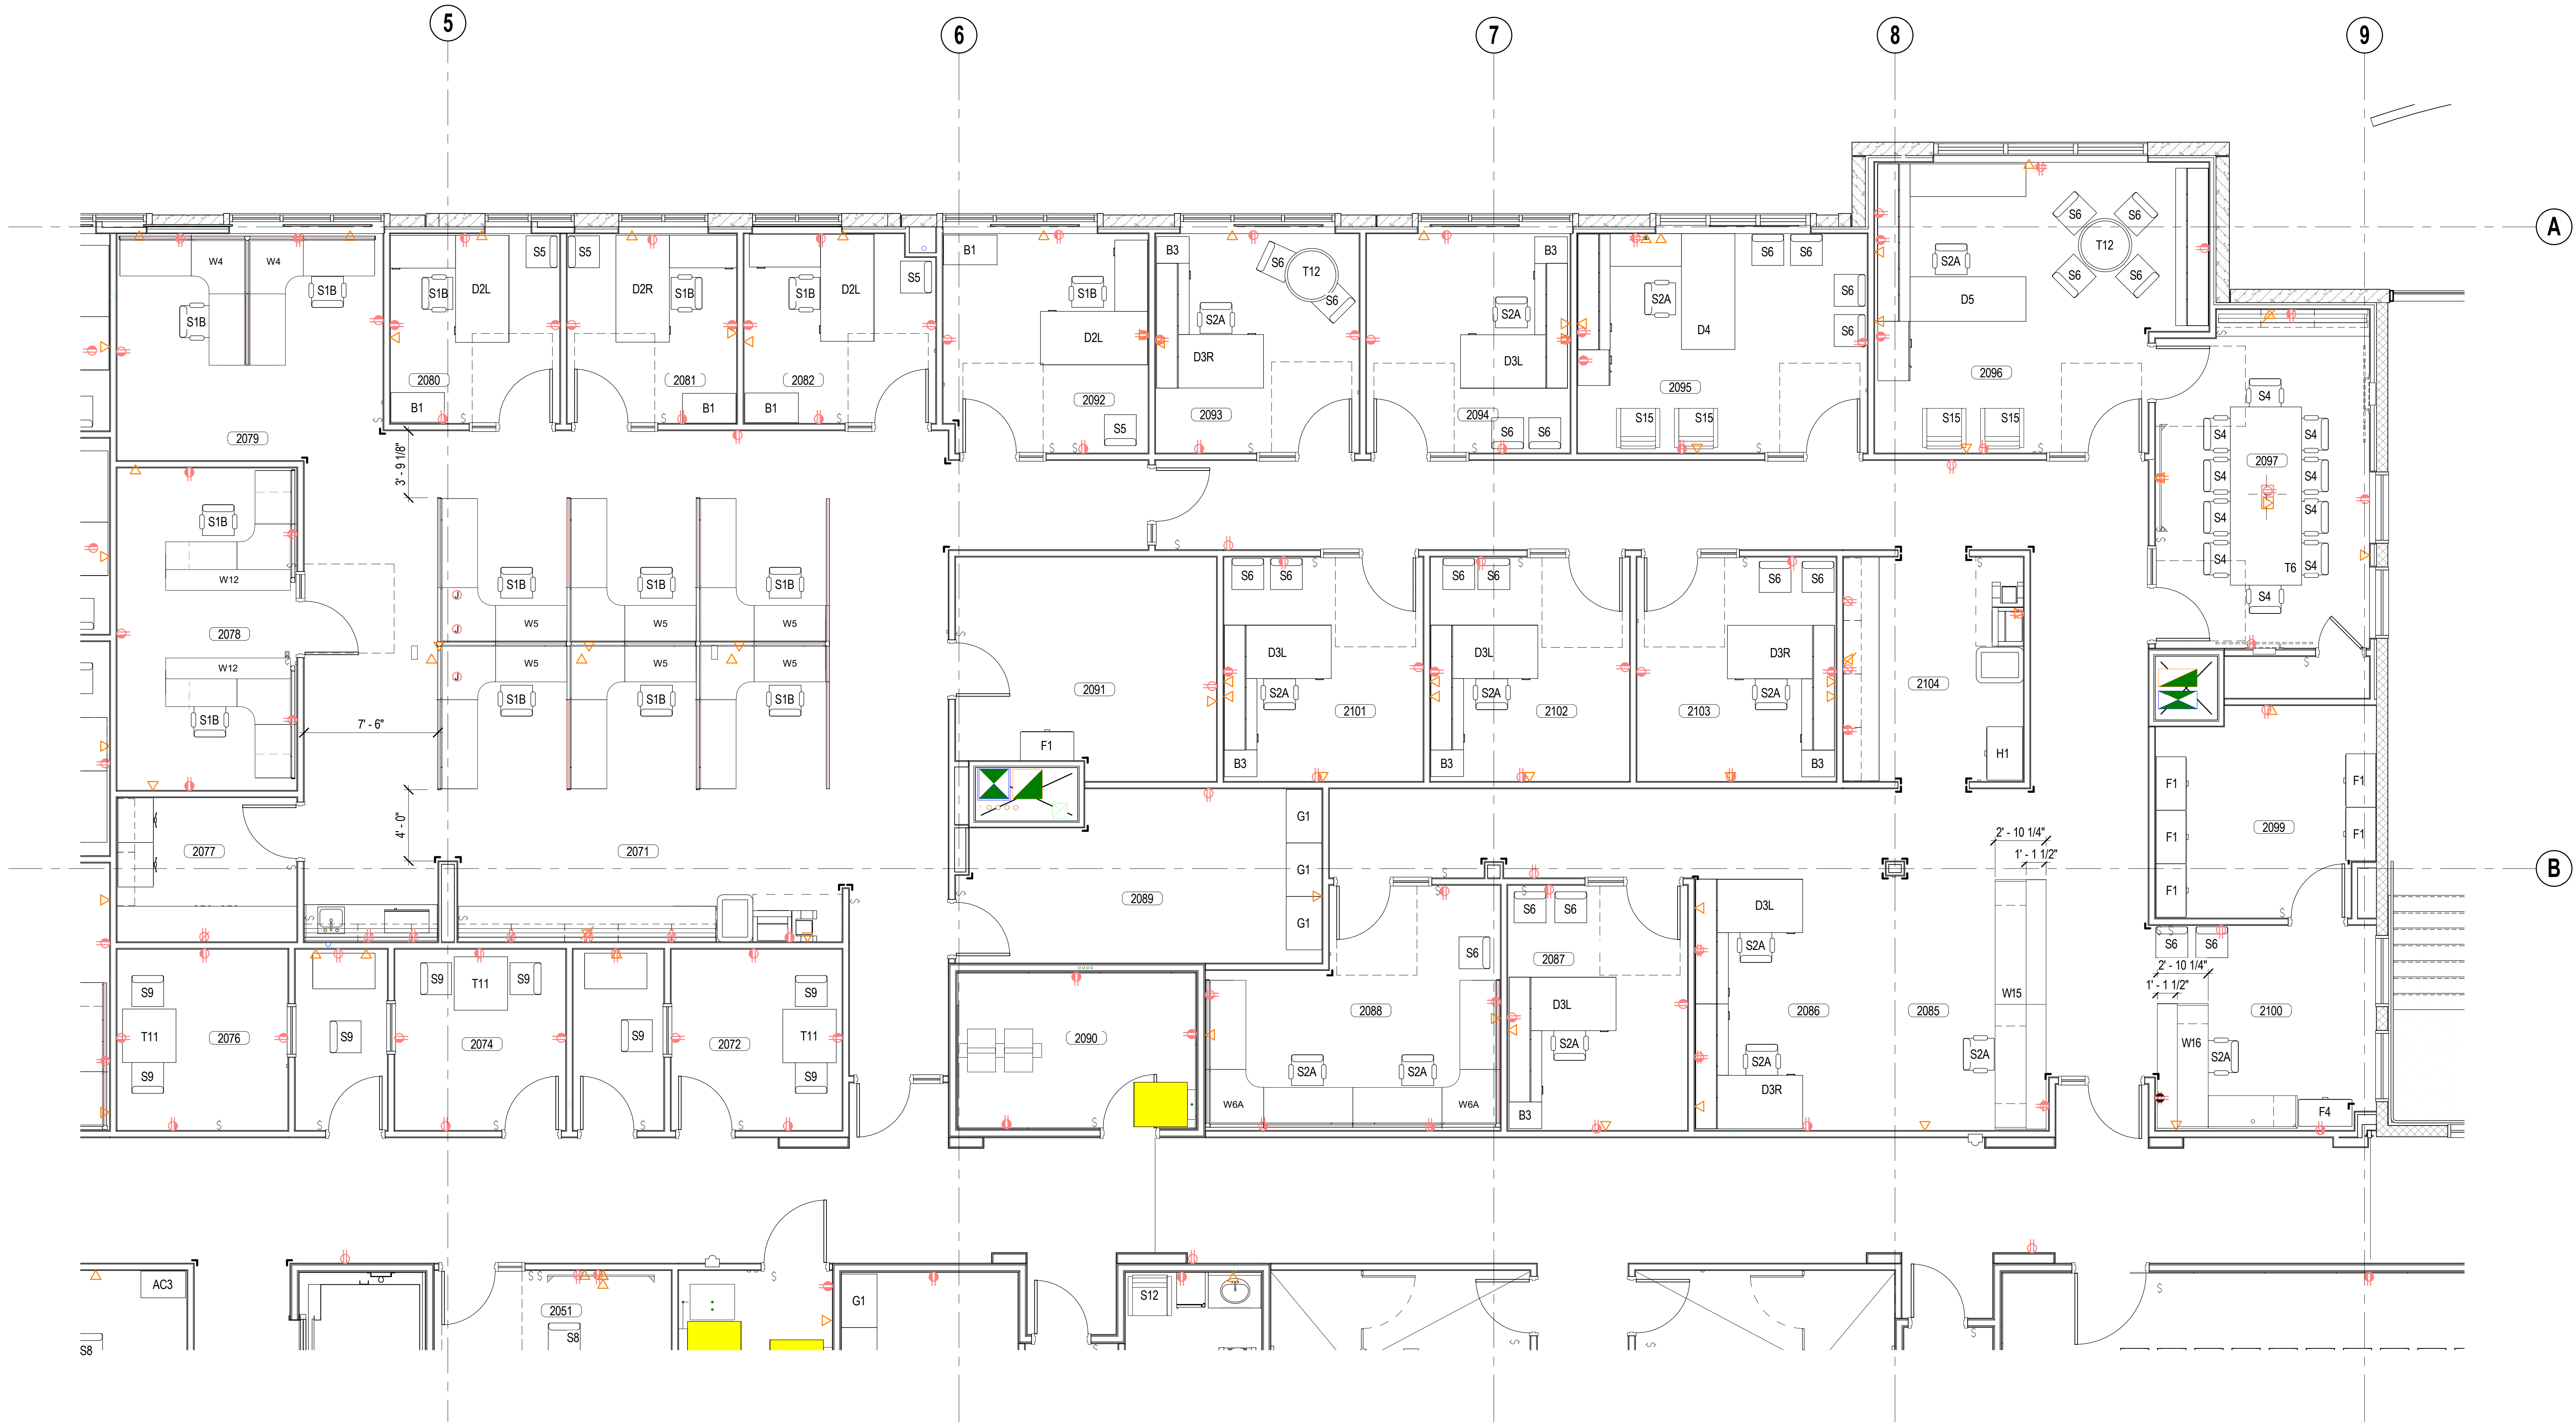 5 6 7 8 9
A
W4 W4
S1B S1B
2079
S1B D2L S5
2080
B1
S5 D2R S1B
2081
B1
S1B D2L S5
2082
B1
B1
S1B
D2L
2092
S5
B3 S6 T12 S6
S2A
D3R
2093
B3
S2A
D3L
2094
S6 S6
S6 S6
S2A D4 S6
S6
2095
S15 S15
S6 S6
T12
S2A
S6 S6
D5
2096
S15 S15
S4
S4 S4
2097
S4 S4
S4 S4
S4 S4
T6
S4
3' - 9 1/8"
S1B
W12
2078
W12
S1B
7' - 6"
J
J
J
S1B S1B S1B
W5 W5 W5
W5 W5 W5
S1B S1B S1B
4' - 0"
2091
F1
S6 S6
D3L
S2A
2101
B3
S6 S6
D3L
S2A
2102
B3
S6 S6
D3R
S2A
2103
B3
2104
H1
F1 F1
F1 F1
F1
2099
B
2077
2071
2089
G1
G1
G1
2' - 10 1/4"
1' - 1 1/2"
S9
T11
S9
2076
S9
S9 T11 S9
2074
S9
S9
T11
S9
2072
2090
S6
2088
S2A S2A
W6A W6A
S6 S6
2087
D3L
S2A
B3
D3L
S2A
2086
S2A
D3R
2085
W15
S2A
S6 S6
2' - 10 1/4"
1' - 1 1/2"
2100
W16
S2A
F4
AC3
S8
2051
S8
G1
S12